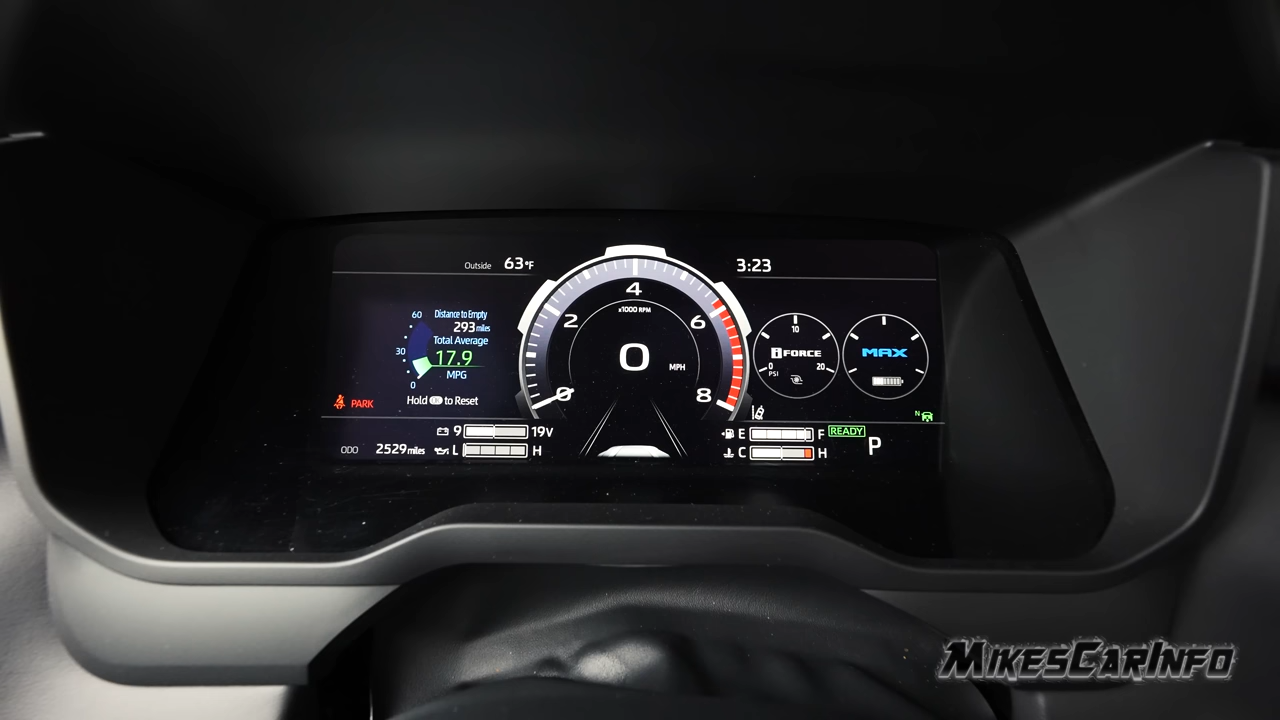 Outside 63°F
3:23
60
30
0
Distance to Empty
293 miles
Total Average
17.9
MPG
Hold OK to Reset
PARK
0
2
4
6
8
x1000 RPM
0 MPH
10
i FORCE
0 20
PSI
MAX
N
9 19V
L H
ODO 2529 miles
E F
C H
READY
P
MIKESCARINFO